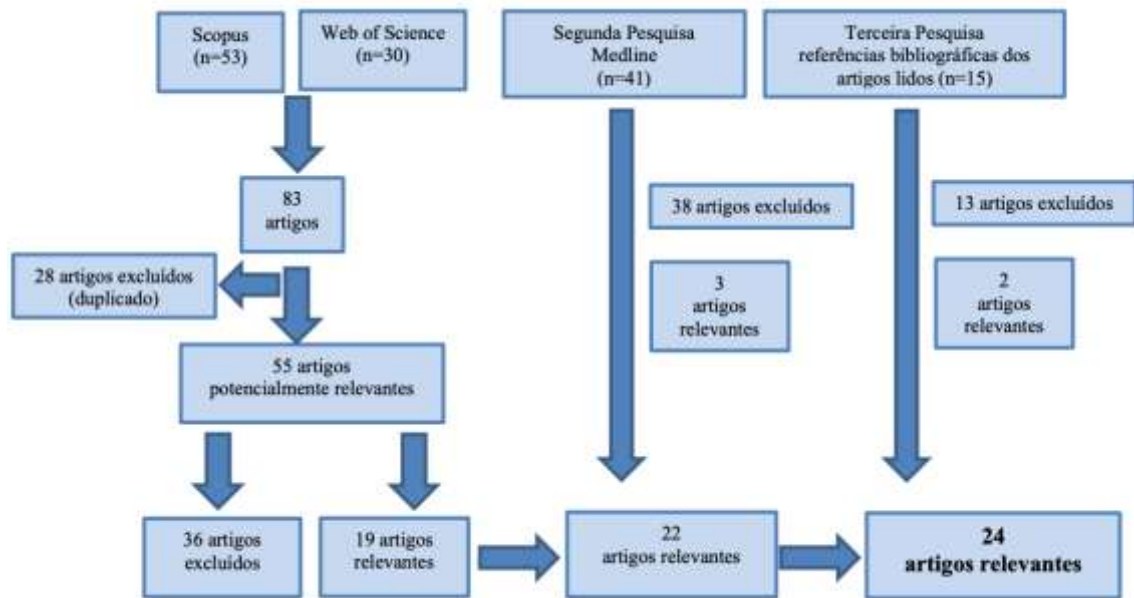 Scopus
(n=53)
Web of Science
(n=30)
Segunda Pesquisa
Medline
(n=41)
Terceira Pesquisa
referências bibliográficas dos
artigos lidos (n=15)
83
artigos
38 artigos excluídos
13 artigos excluídos
28 artigos excluídos
(duplicado)
3
artigos
relevantes
2
artigos
relevantes
55 artigos
potencialmente relevantes
36 artigos
excluídos
19 artigos
relevantes
22
artigos relevantes
24
artigos relevantes